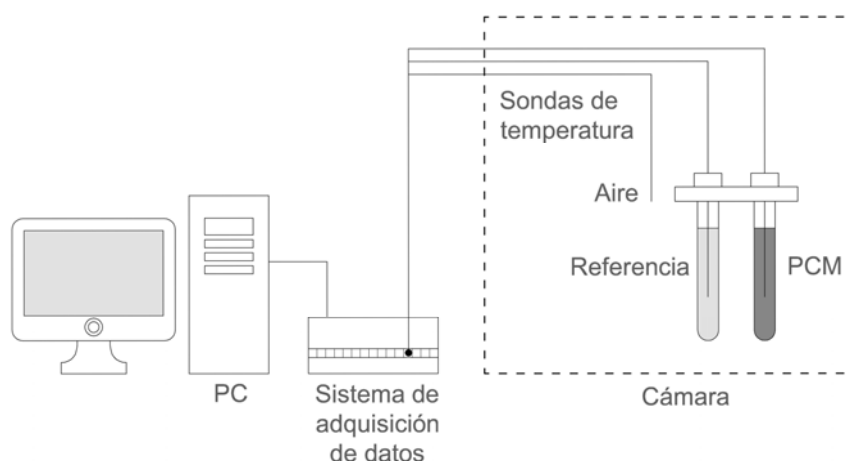 Sondas de
temperatura
Aire
Referencia
PCM
PC
Sistema de
adquisición
de datos
Cámara